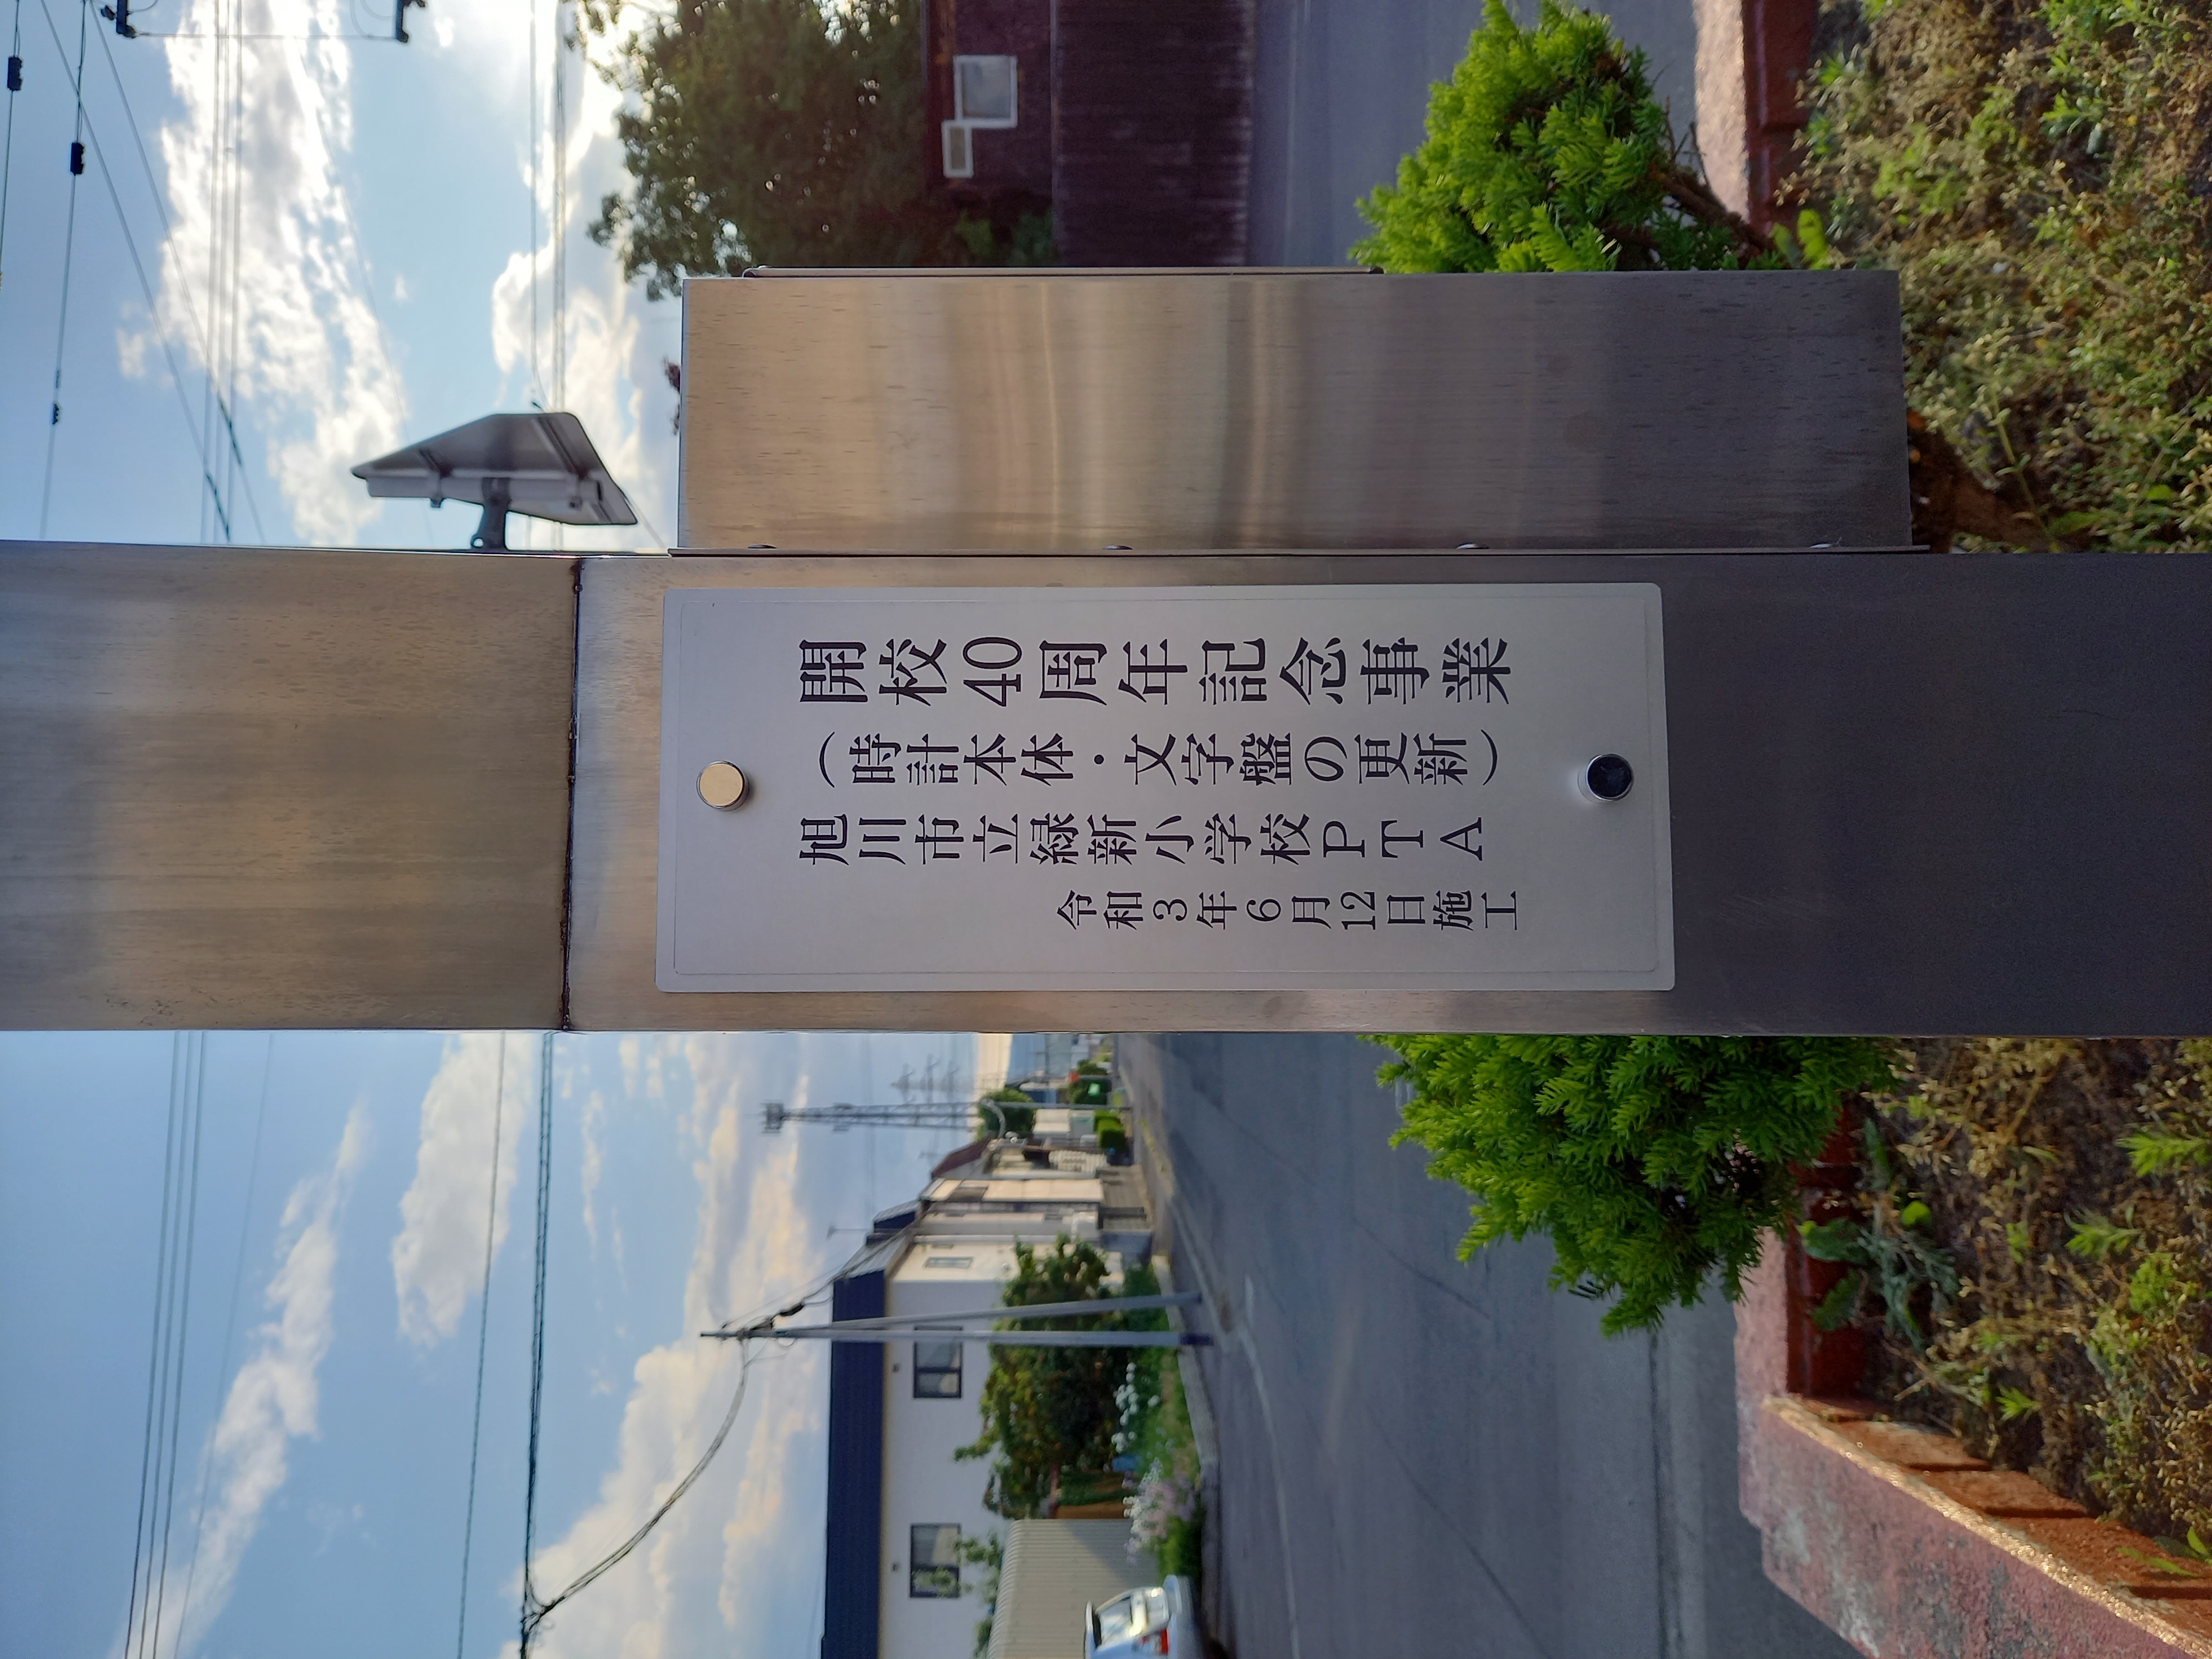 開校40周年記念事業
(時計本体・文字盤の更新)
旭川市立緑新小学校PTA
令和3年6月12日施工